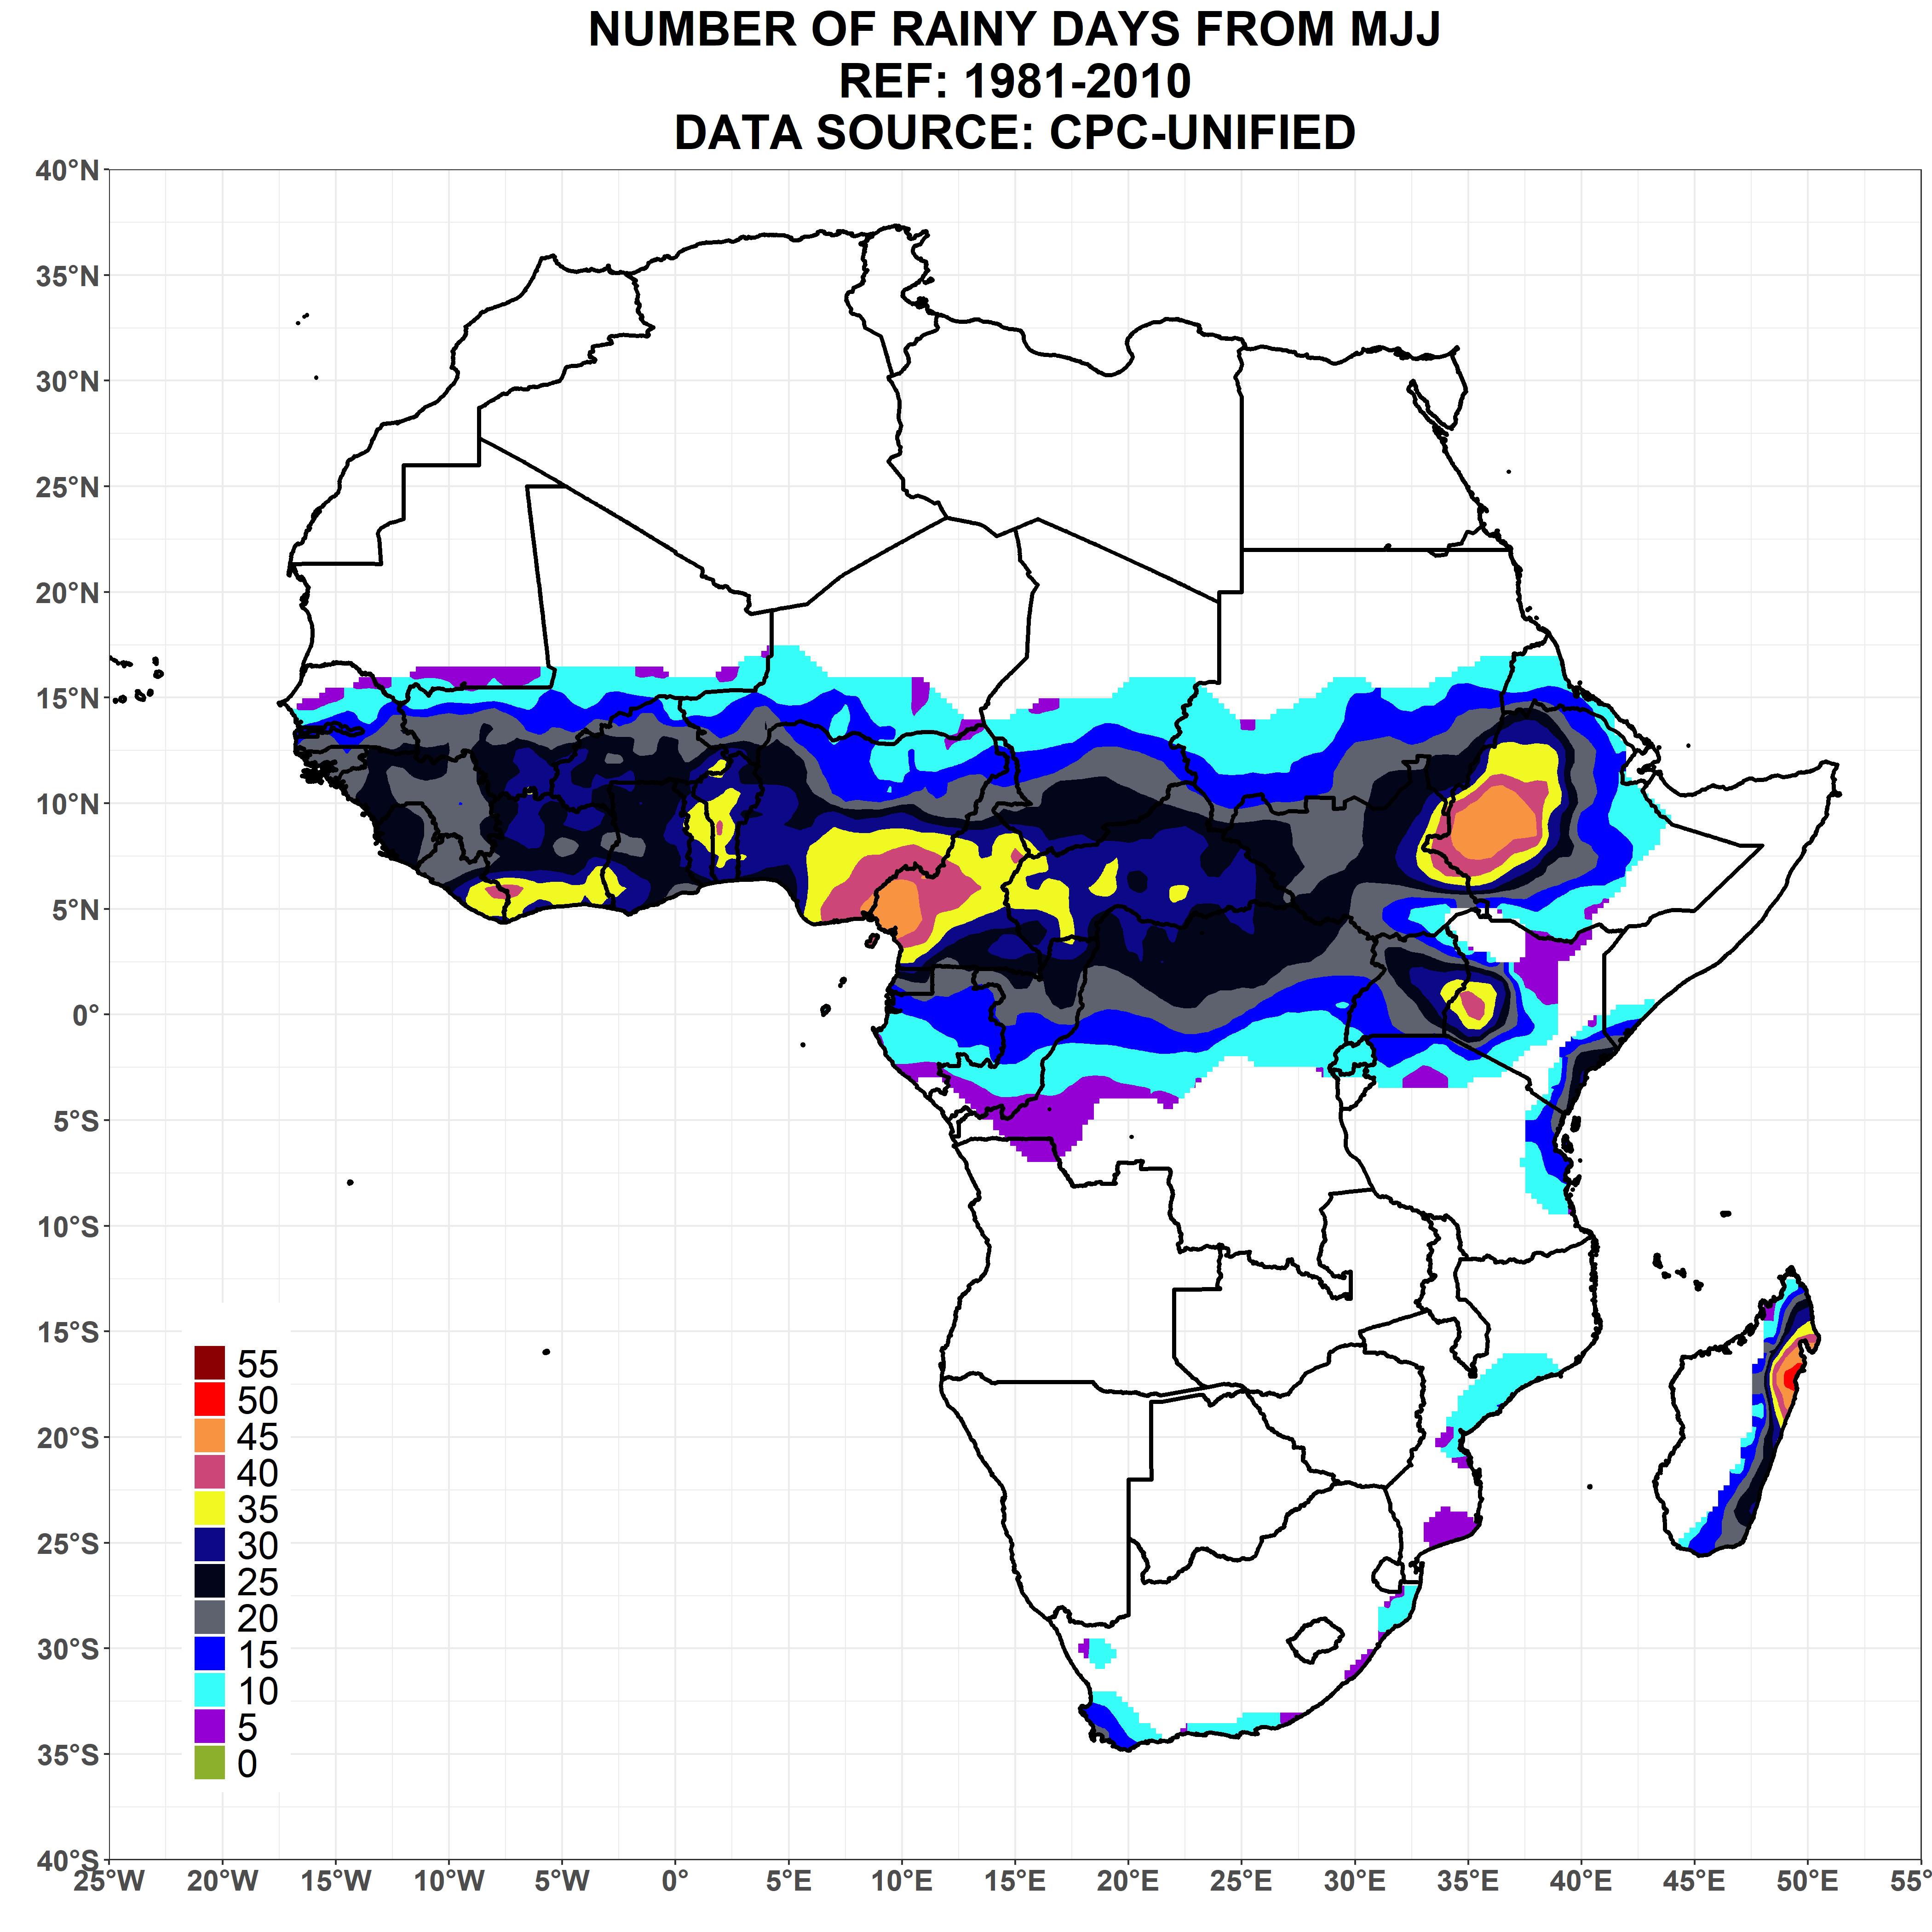 NUMBER OF RAINY DAYS FROM MJJ
REF: 1981-2010
DATA SOURCE: CPC-UNIFIED
40°N
35°N
30°N
25°N
20°N
15°N
10°N
5°N
0°
5°S
10°S
15°S
20°S
25°S
30°S
35°S
40°S
55
50
45
40
35
30
25
20
15
10
5
0
25°W 20°W 15°W 10°W 5°W 0° 5°E 10°E 15°E 20°E 25°E 30°E 35°E 40°E 45°E 50°E 55°